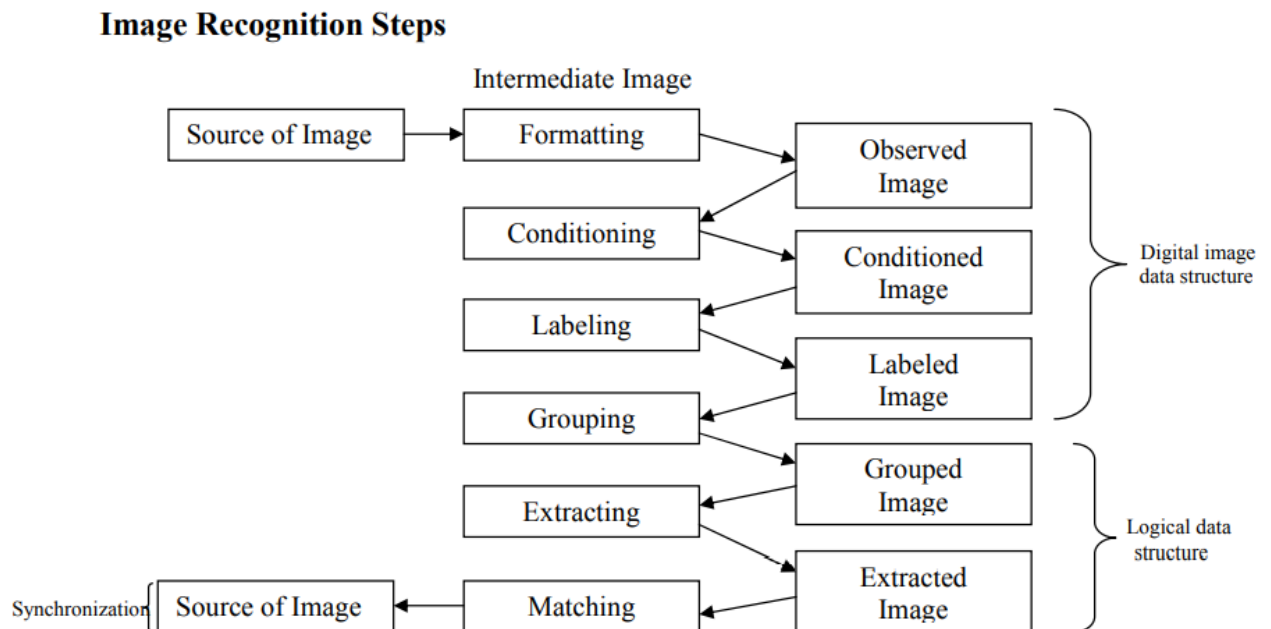 Image Recognition Steps
Intermediate Image
Source of Image
Formatting
Observed
Image
Conditioning
Conditioned
Image
Digital image
data structure
Labeling
Labeled
Image
Grouping
Grouped
Image
Extracting
Logical data
structure
Extracted
Image
Synchronization
Source of Image
Matching